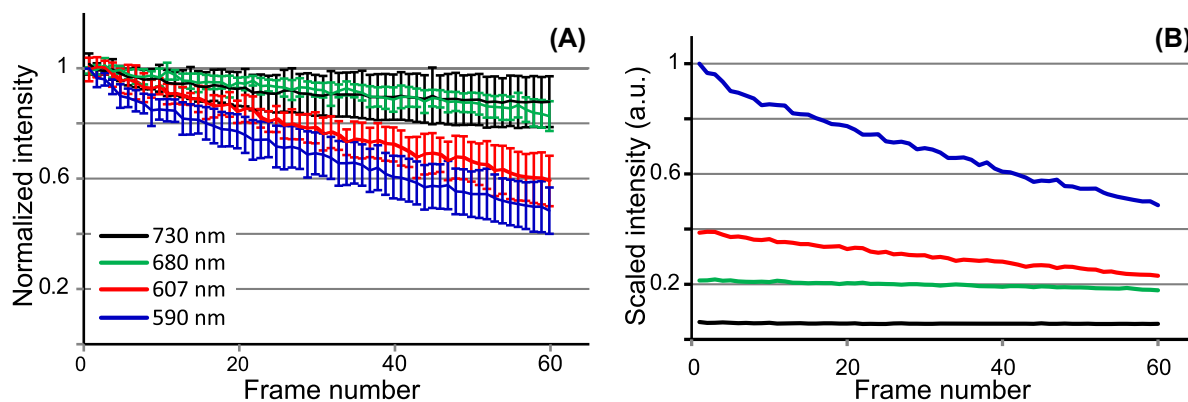 (A)
Normalized intensity
1
0.6
0.2
730 nm
680 nm
607 nm
590 nm
0
20
40
60
Frame number
(B)
Scaled intensity (a.u.)
1
0.6
0.2
0
20
40
60
Frame number